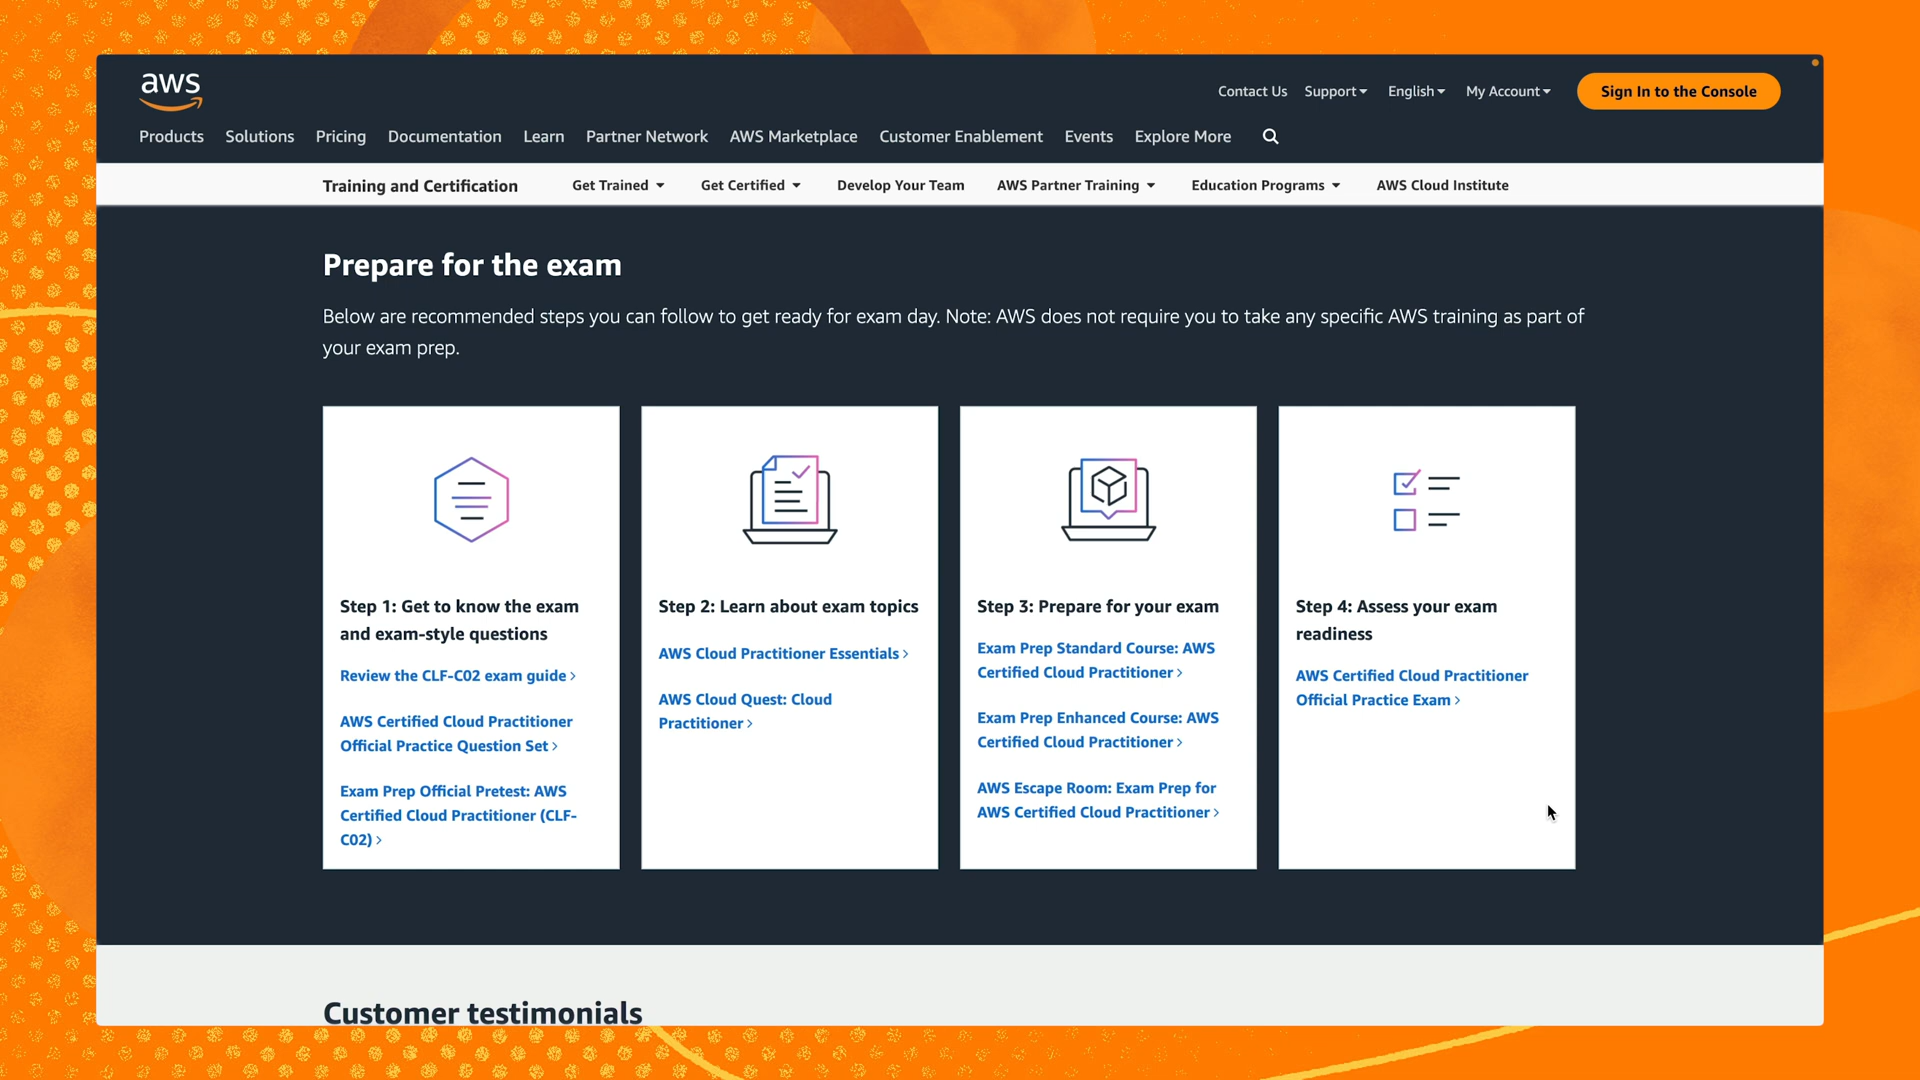 aws
Contact Us
Support
English
My Account
Sign In to the Console
Products
Solutions
Pricing
Documentation
Learn
Partner Network
AWS Marketplace
Customer Enablement
Events
Explore More
Training and Certification
Get Trained
Get Certified
Develop Your Team
AWS Partner Training
Education Programs
AWS Cloud Institute
Prepare for the exam
Below are recommended steps you can follow to get ready for exam day. Note: AWS does not require you to take any specific AWS training as part of
your exam prep.
Step 1: Get to know the exam
and exam-style questions
Review the CLF-C02 exam guide ›
AWS Certified Cloud Practitioner
Official Practice Question Set ›
Exam Prep Official Pretest: AWS
Certified Cloud Practitioner (CLF-
C02) ›
Step 2: Learn about exam topics
AWS Cloud Practitioner Essentials ›
AWS Cloud Quest: Cloud
Practitioner ›
Step 3: Prepare for your exam
Exam Prep Standard Course: AWS
Certified Cloud Practitioner ›
Exam Prep Enhanced Course: AWS
Certified Cloud Practitioner ›
AWS Escape Room: Exam Prep for
AWS Certified Cloud Practitioner ›
Step 4: Assess your exam
readiness
AWS Certified Cloud Practitioner
Official Practice Exam ›
Customer testimonials